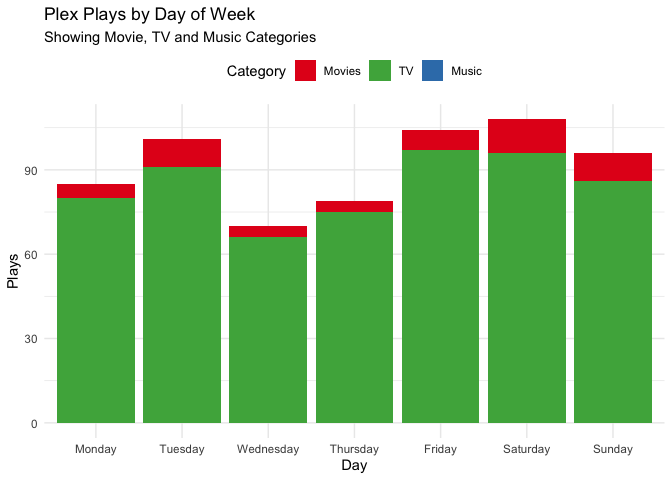 Plex Plays by Day of Week
Showing Movie, TV and Music Categories
Category Movies TV Music
Plays
90
60
30
0
Monday Tuesday Wednesday Thursday Friday Saturday Sunday
Day